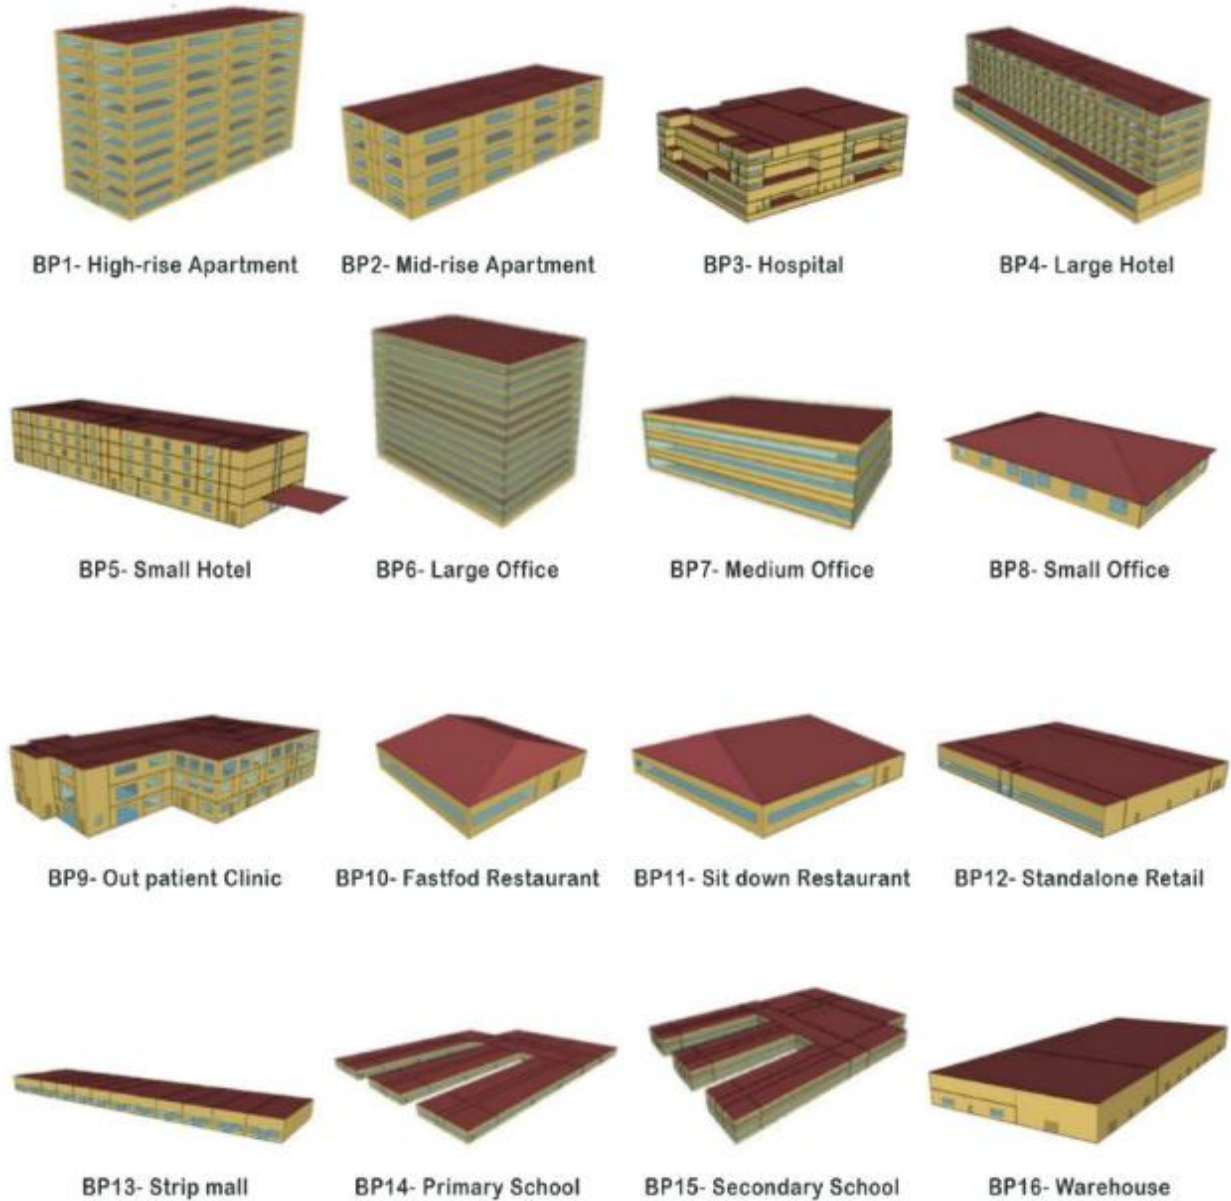 BP1- High-rise Apartment
BP2- Mid-rise Apartment
BP3- Hospital
BP4- Large Hotel
BP5- Small Hotel
BP6- Large Office
BP7- Medium Office
BP8- Small Office
BP9- Out patient Clinic
BP10- Fastfod Restaurant
BP11- Sit down Restaurant
BP12- Standalone Retail
BP13- Strip mall
BP14- Primary School
BP15- Secondary School
BP16- Warehouse